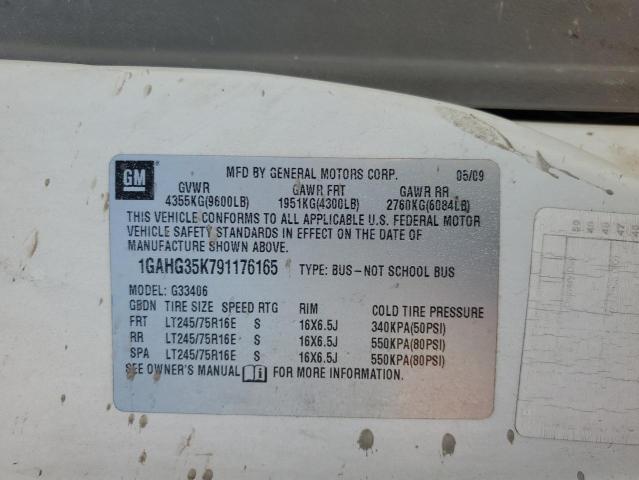 GM
MFD BY GENERAL MOTORS CORP. 05/09
GVWR GAWR FRT GAWR RR
4355KG(9600LB) 1951KG(4300LB) 2760KG(6084LB)
THIS VEHICLE CONFORMS TO ALL APPLICABLE U.S. FEDERAL MOTOR
VEHICLE SAFETY STANDARDS IN EFFECT ON THE DATE OF
MANUFACTURE SHOWN ABOVE.
1GAHG35K791176165 TYPE: BUS-NOT SCHOOL BUS
MODEL: G33406
GBDN TIRE SIZE SPEED RTG RIM COLD TIRE PRESSURE
FRT LT245/75R16E S 16X6.5J 340KPA(50PSI)
RR LT245/75R16E S 16X6.5J 550KPA(80PSI)
SPA LT245/75R16E S 16X6.5J 550KPA(80PSI)
SEE OWNER'S MANUAL FOR MORE INFORMATION.